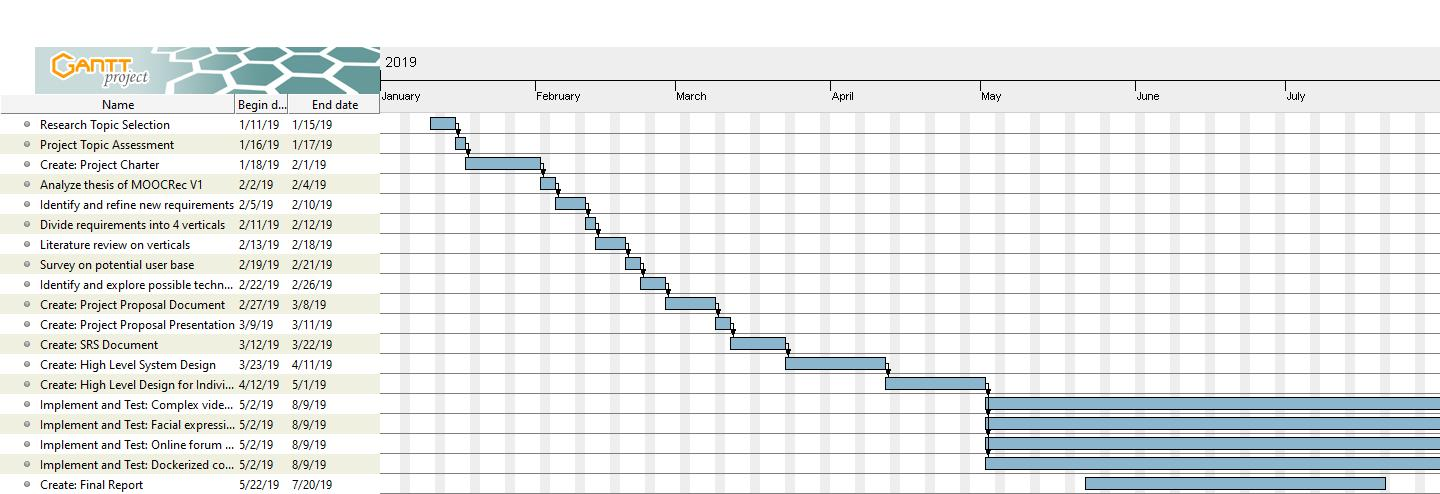 GANTT
project
2019
January February March April May June July
Name Begin d... End date
Research Topic Selection 1/11/19 1/15/19
Project Topic Assessment 1/16/19 1/17/19
Create: Project Charter 1/18/19 2/1/19
Analyze thesis of MOOCRec V1 2/2/19 2/4/19
Identify and refine new requirements 2/5/19 2/10/19
Divide requirements into 4 verticals 2/11/19 2/12/19
Literature review on verticals 2/13/19 2/18/19
Survey on potential user base 2/19/19 2/21/19
Identify and explore possible techn... 2/22/19 2/26/19
Create: Project Proposal Document 2/27/19 3/8/19
Create: Project Proposal Presentation 3/9/19 3/11/19
Create: SRS Document 3/12/19 3/22/19
Create: High Level System Design 3/23/19 4/11/19
Create: High Level Design for Indivi... 4/12/19 5/1/19
Implement and Test: Complex vide... 5/2/19 8/9/19
Implement and Test: Facial expressi... 5/2/19 8/9/19
Implement and Test: Online forum ... 5/2/19 8/9/19
Implement and Test: Dockerized co... 5/2/19 8/9/19
Create: Final Report 5/22/19 7/20/19